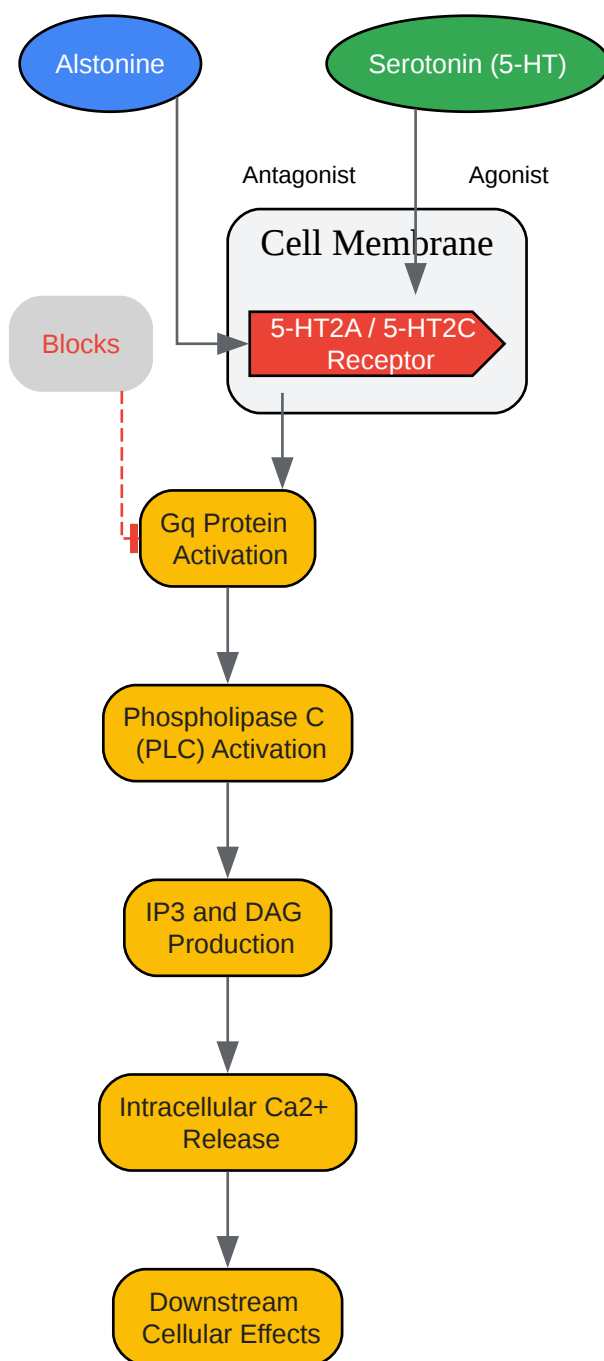 Alstonine
Serotonin (5-HT)
Antagonist
Agonist
Cell Membrane
5-HT2A / 5-HT2C
Receptor
Blocks
Gq Protein
Activation
Phospholipase C
(PLC) Activation
IP3 and DAG
Production
Intracellular Ca2+
Release
Downstream
Cellular Effects